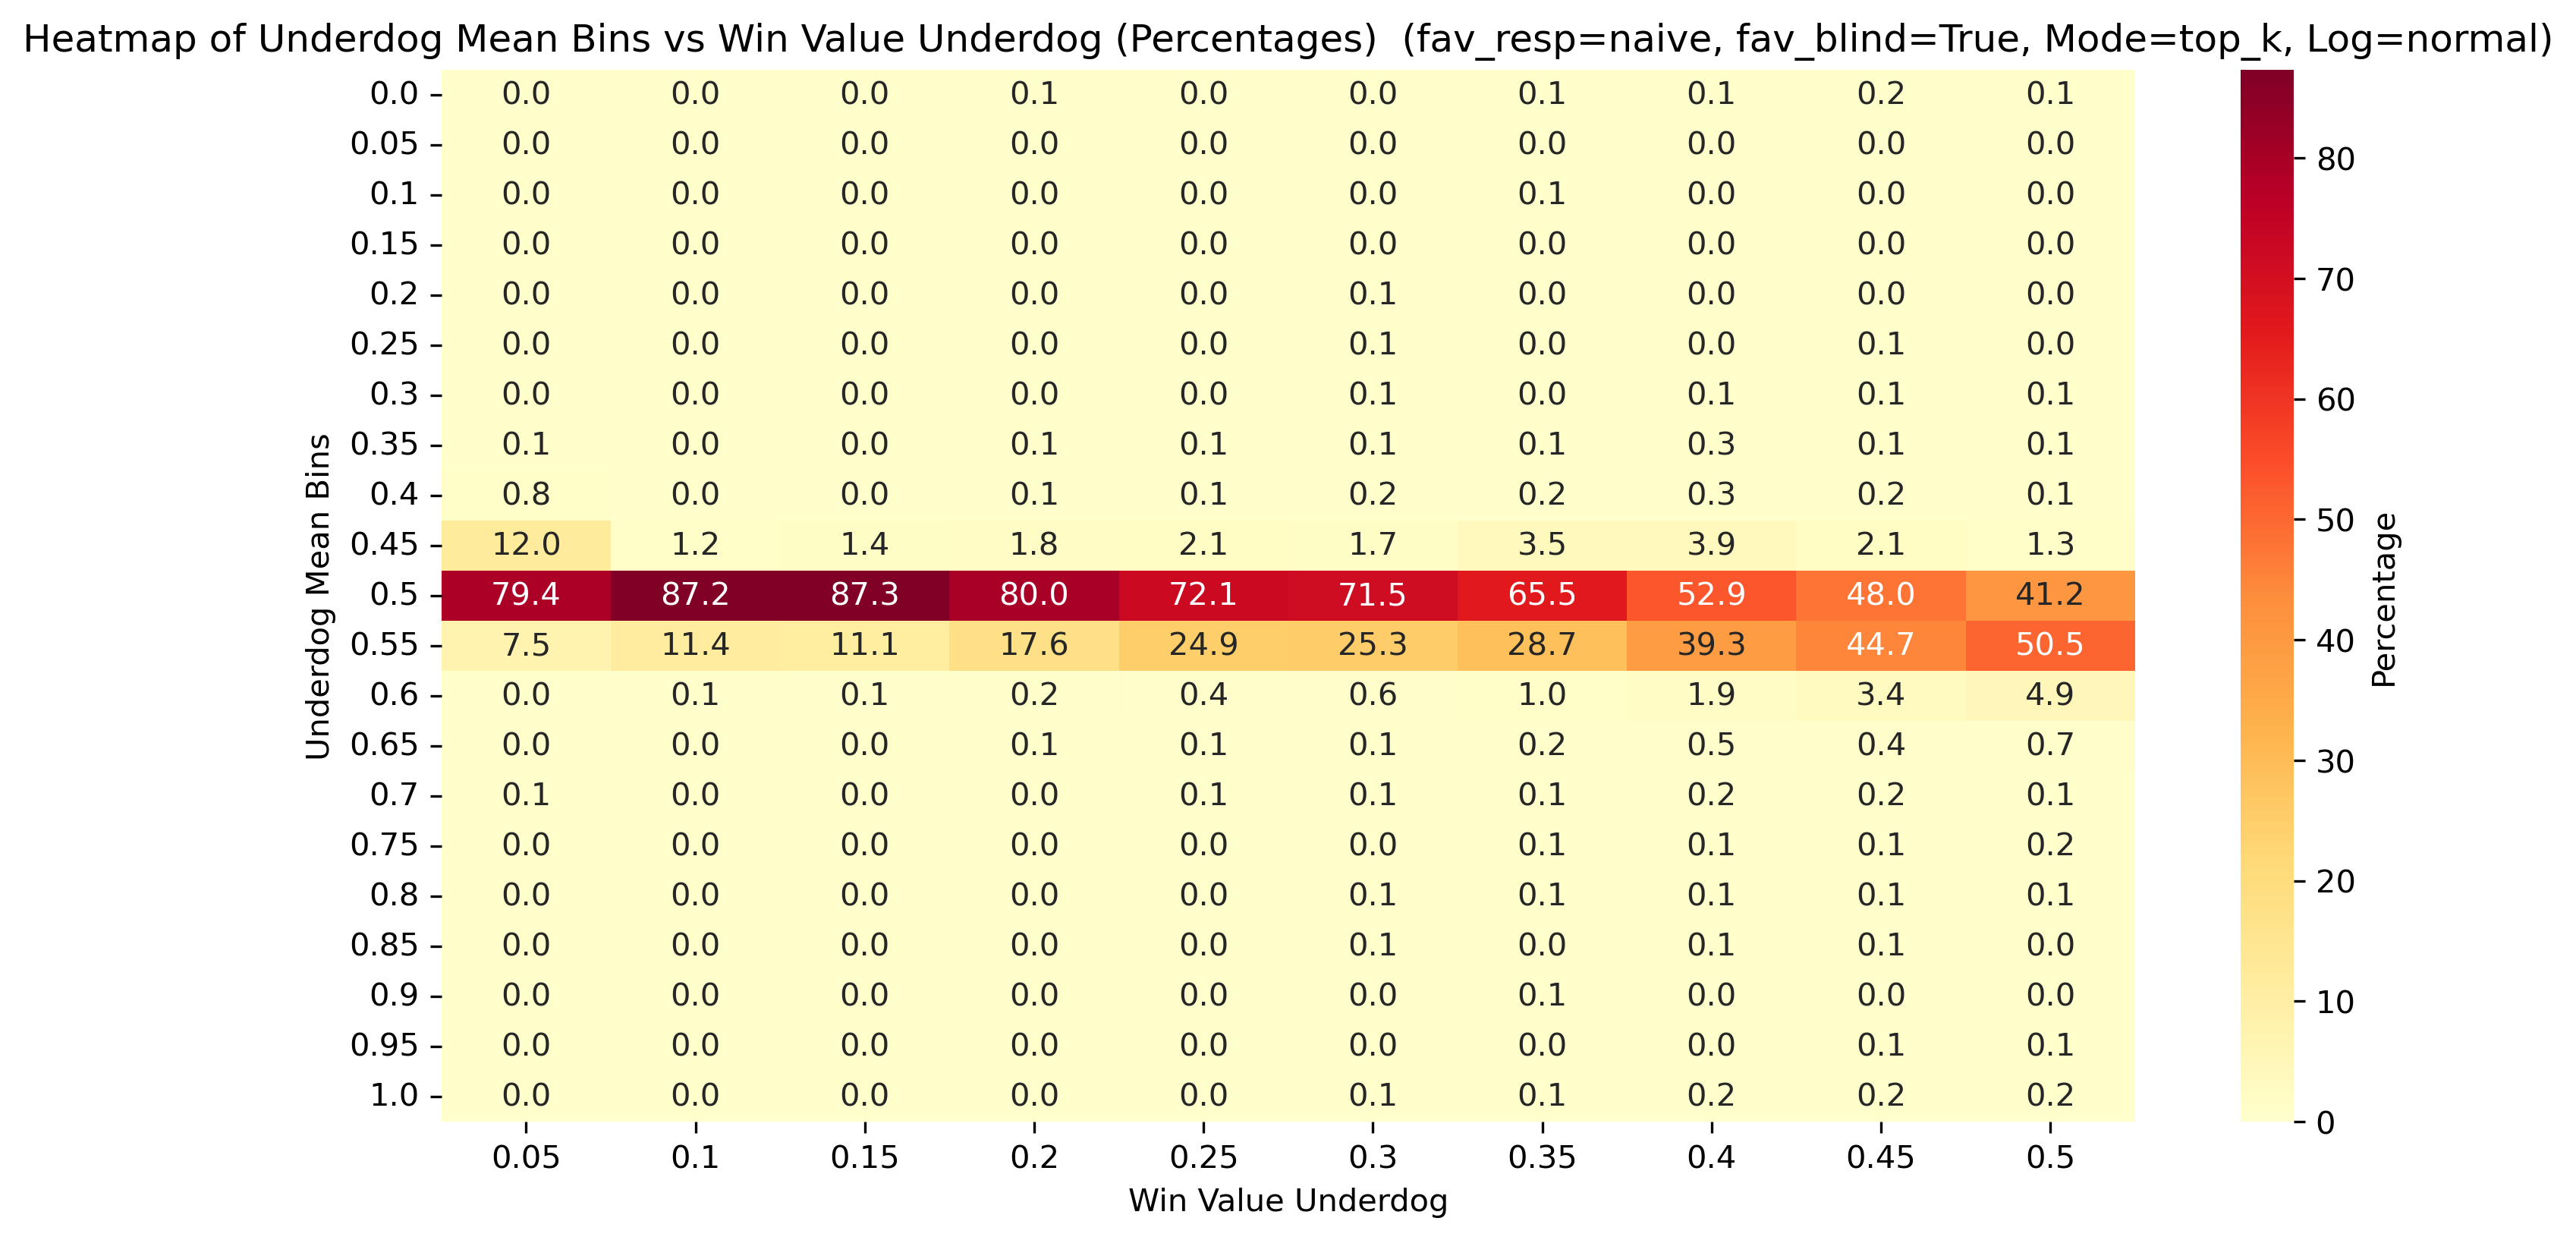 Heatmap of Underdog Mean Bins vs Win Value Underdog (Percentages)  (fav_resp=naive, fav_blind=True, Mode=top_k, Log=normal)
0.0 0.0 0.0 0.0 0.1 0.0 0.0 0.1 0.1 0.2 0.1
0.05 0.0 0.0 0.0 0.0 0.0 0.0 0.0 0.0 0.0 0.0
0.1 0.0 0.0 0.0 0.0 0.0 0.0 0.1 0.0 0.0 0.0
0.15 0.0 0.0 0.0 0.0 0.0 0.0 0.0 0.0 0.0 0.0
0.2 0.0 0.0 0.0 0.0 0.0 0.1 0.0 0.0 0.0 0.0
0.25 0.0 0.0 0.0 0.0 0.0 0.1 0.0 0.0 0.1 0.0
0.3 0.0 0.0 0.0 0.0 0.0 0.1 0.0 0.1 0.1 0.1
0.35 0.1 0.0 0.0 0.1 0.1 0.1 0.1 0.3 0.1 0.1
0.4 0.8 0.0 0.0 0.1 0.1 0.2 0.2 0.3 0.2 0.1
0.45 12.0 1.2 1.4 1.8 2.1 1.7 3.5 3.9 2.1 1.3
0.5 79.4 87.2 87.3 80.0 72.1 71.5 65.5 52.9 48.0 41.2
0.55 7.5 11.4 11.1 17.6 24.9 25.3 28.7 39.3 44.7 50.5
0.6 0.0 0.1 0.1 0.2 0.4 0.6 1.0 1.9 3.4 4.9
0.65 0.0 0.0 0.0 0.1 0.1 0.1 0.2 0.5 0.4 0.7
0.7 0.1 0.0 0.0 0.0 0.1 0.1 0.1 0.2 0.2 0.1
0.75 0.0 0.0 0.0 0.0 0.0 0.0 0.1 0.1 0.1 0.2
0.8 0.0 0.0 0.0 0.0 0.0 0.1 0.1 0.1 0.1 0.1
0.85 0.0 0.0 0.0 0.0 0.0 0.1 0.0 0.1 0.1 0.0
0.9 0.0 0.0 0.0 0.0 0.0 0.0 0.1 0.0 0.0 0.0
0.95 0.0 0.0 0.0 0.0 0.0 0.0 0.0 0.0 0.1 0.1
1.0 0.0 0.0 0.0 0.0 0.0 0.1 0.1 0.2 0.2 0.2
0.05 0.1 0.15 0.2 0.25 0.3 0.35 0.4 0.45 0.5
Win Value Underdog
Underdog Mean Bins
80
70
60
50
40
30
20
10
0
Percentage